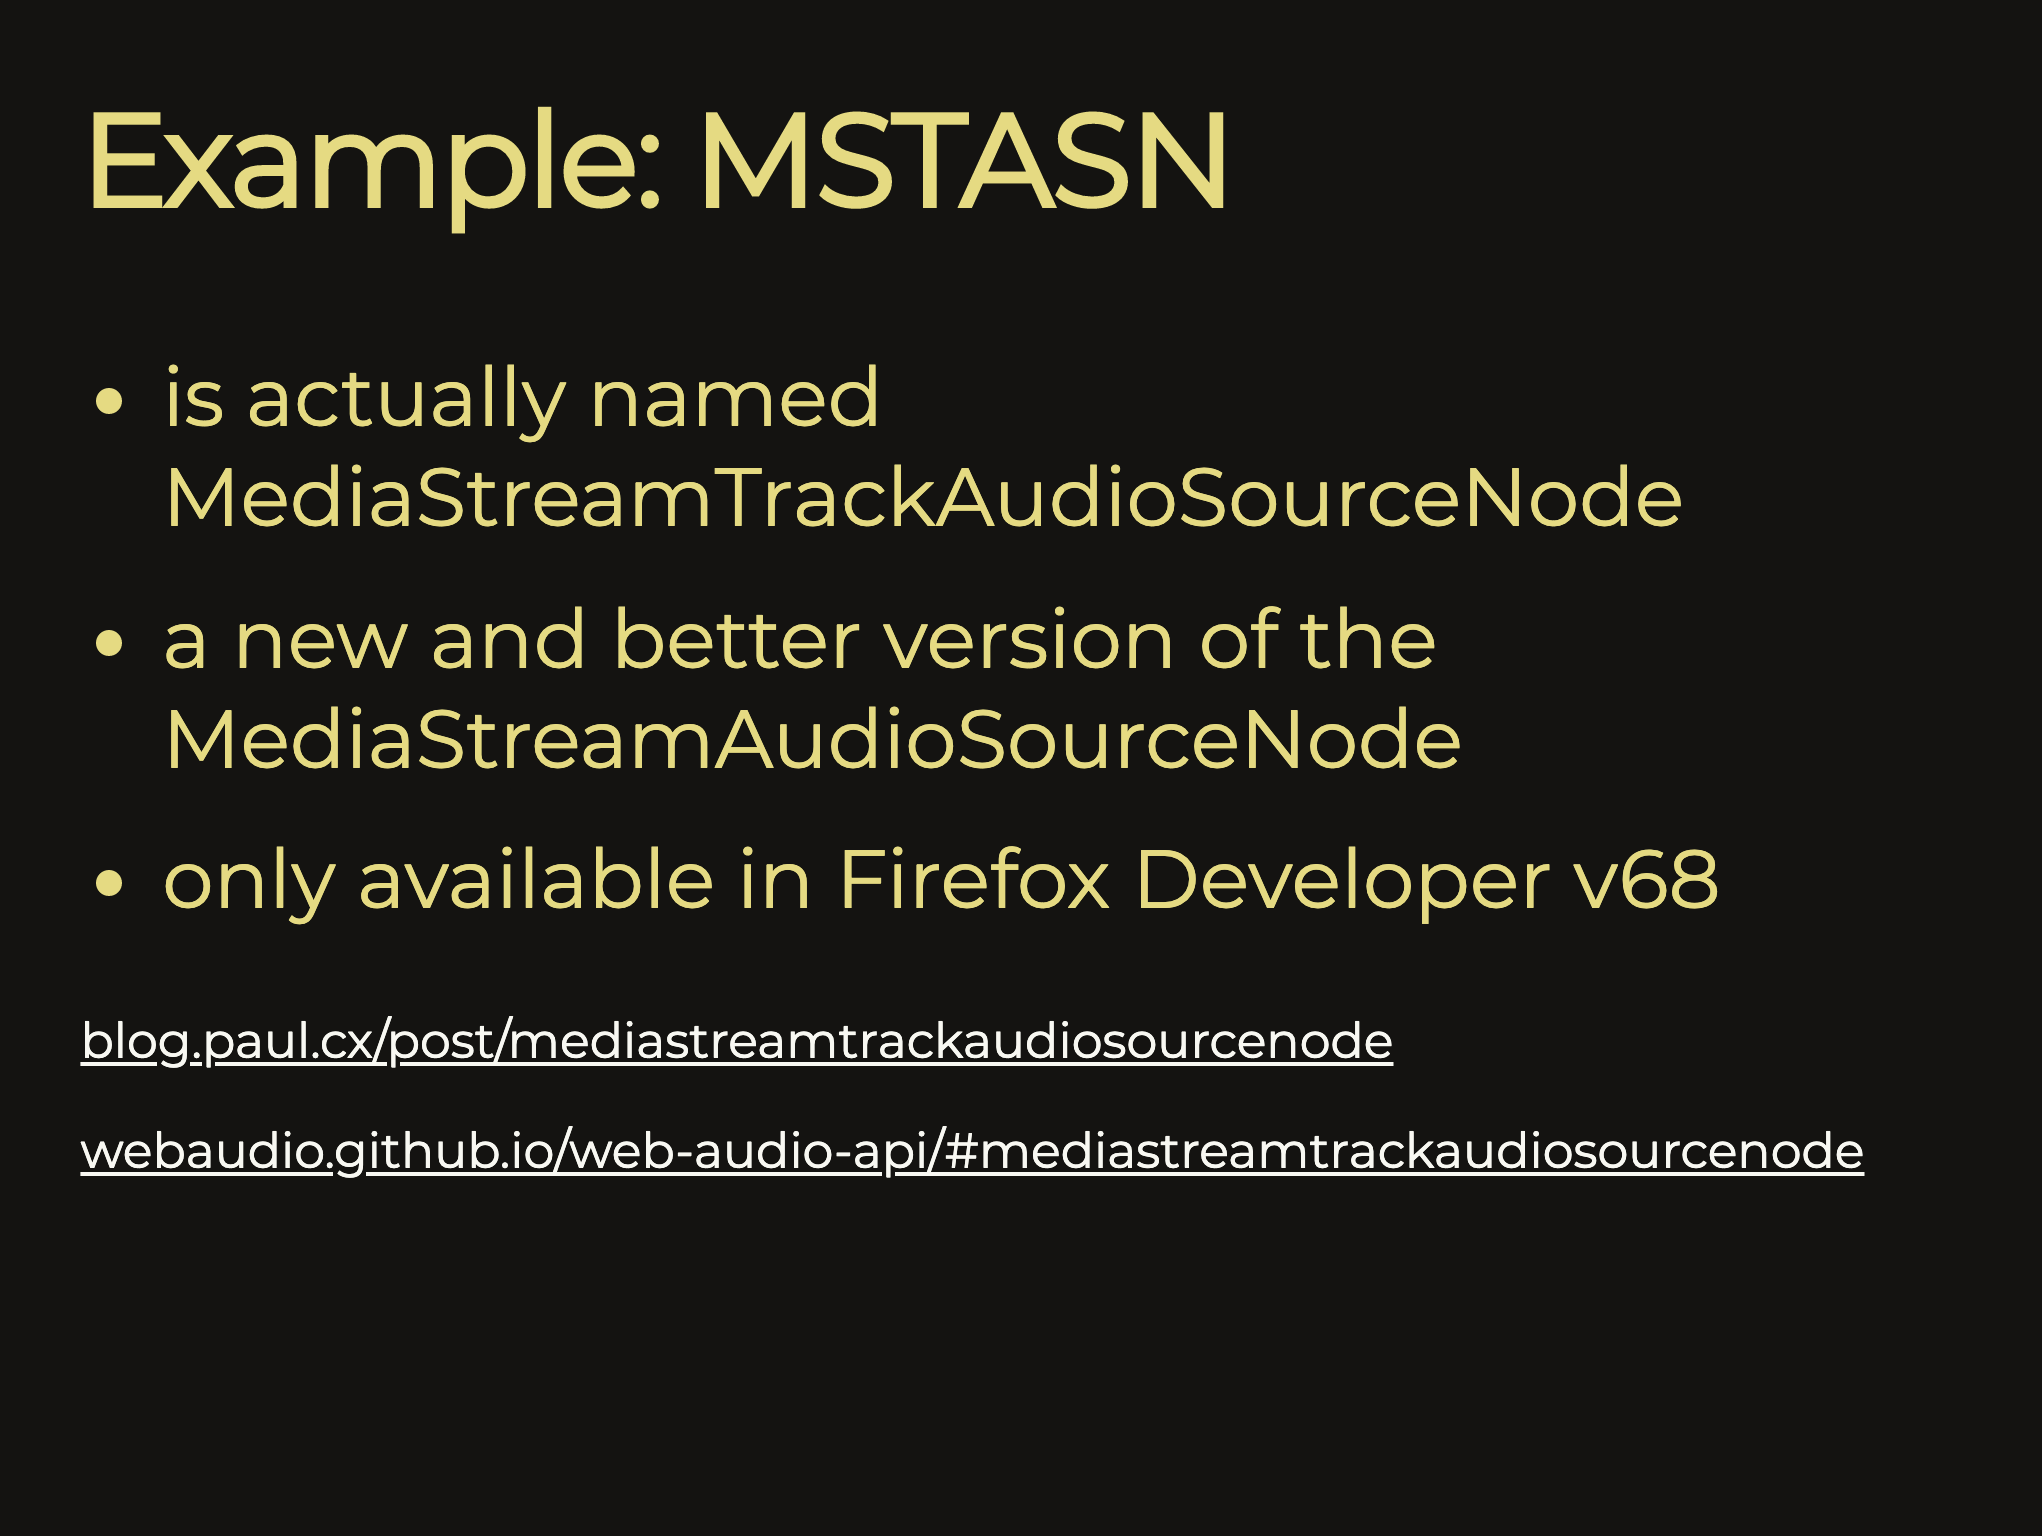 Example: MSTASN
• is actually named
MediaStreamTrackAudioSourceNode
• a new and better version of the
MediaStreamAudioSourceNode
• only available in Firefox Developer v68
blog.paul.cx/post/mediastreamtrackaudiosourcenode
webaudio.github.io/web-audio-api/#mediastreamtrackaudiosourcenode